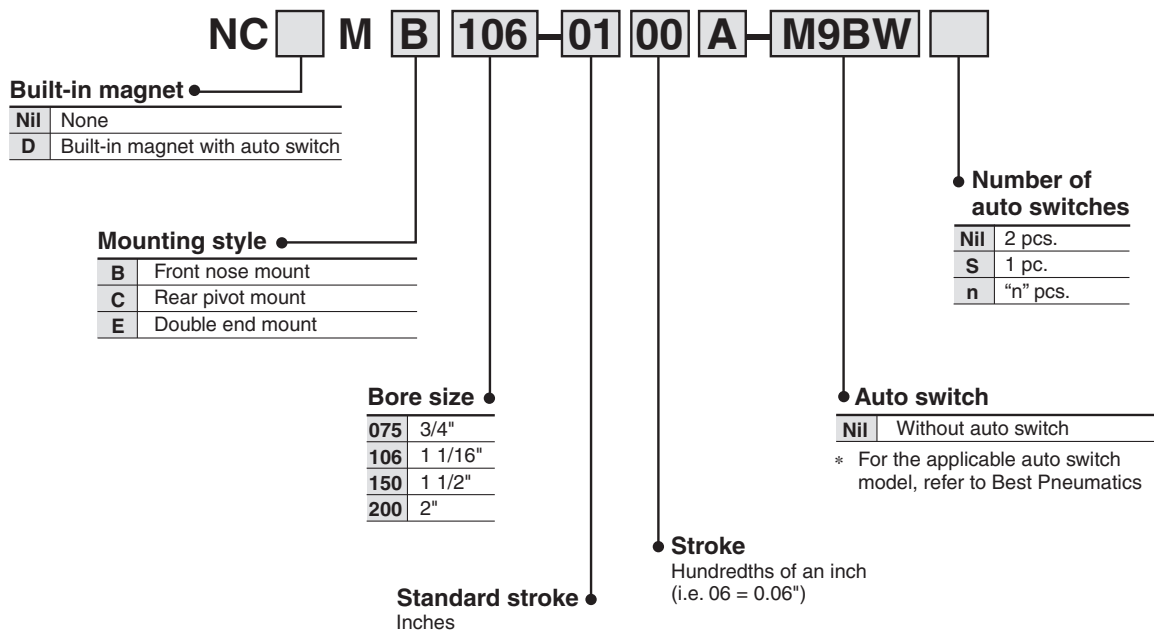 NC M B 106-01 00 A-M9BW
Built-in magnet
Nil None
D Built-in magnet with auto switch
Mounting style
B Front nose mount
C Rear pivot mount
E Double end mount
Bore size
075 3/4"
106 1 1/16"
150 1 1/2"
200 2"
Standard stroke
Inches
Stroke
Hundredths of an inch
(i.e. 06 = 0.06")
Auto switch
Nil Without auto switch
* For the applicable auto switch
model, refer to Best Pneumatics
Number of
auto switches
Nil 2 pcs.
S 1 pc.
n “n” pcs.